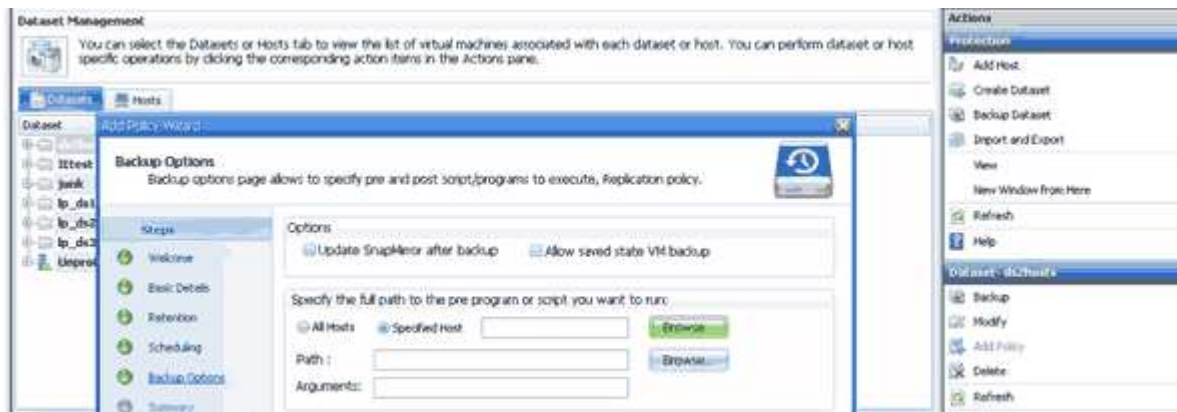 Dataset Management
You can select the Datasets or Hosts tab to view the list of virtual machines associated with each dataset or host. You can perform dataset or host
specific operations by clicking the corresponding action items in the Actions pane.
Datasets
Hosts
Dataset
ITtest
junk
lp_ds1
lp_ds2
lp_ds3
Unpro
Add Policy Wizard
Backup Options
Backup options page allows to specify pre and post script/programs to execute, Replication policy.
Steps
Welcome
Basic Details
Retention
Scheduling
Backup Options
Summary
Options
Update SnapMirror after backup
Allow saved state VM backup
Specify the full path to the pre program or script you want to run:
All Hosts
Specified Host
Browse
Path :
Browse...
Arguments:
Actions
Protection
Add Host
Create Dataset
Backup Dataset
Import and Export
View
New Window from Here
Refresh
Help
Dataset- ds2hosts
Backup
Modify
Add Policy
Delete
Refresh